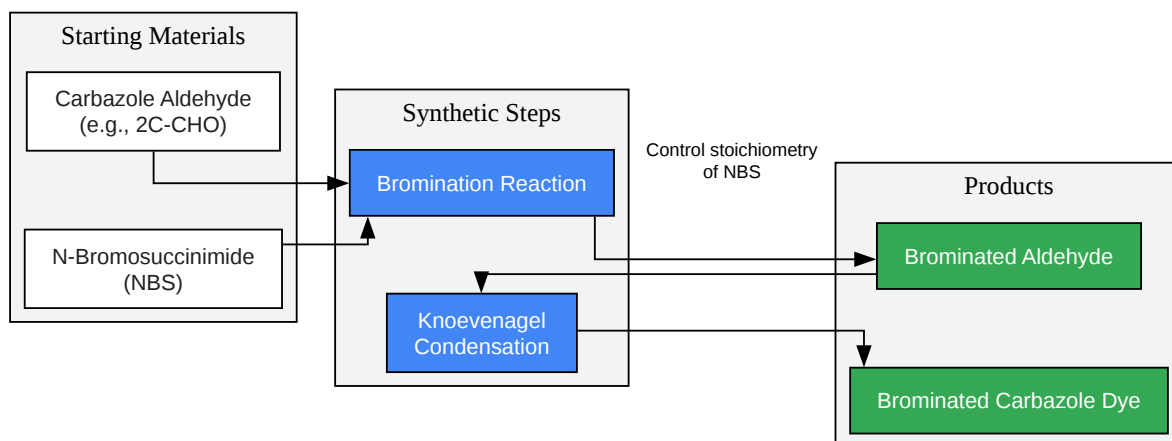 Starting Materials
Carbazole Aldehyde
(e.g., 2C-CHO)
N-Bromosuccinimide
(NBS)
Synthetic Steps
Bromination Reaction
Knoevenagel
Condensation
Control stoichiometry
of NBS
Products
Brominated Aldehyde
Brominated Carbazole Dye